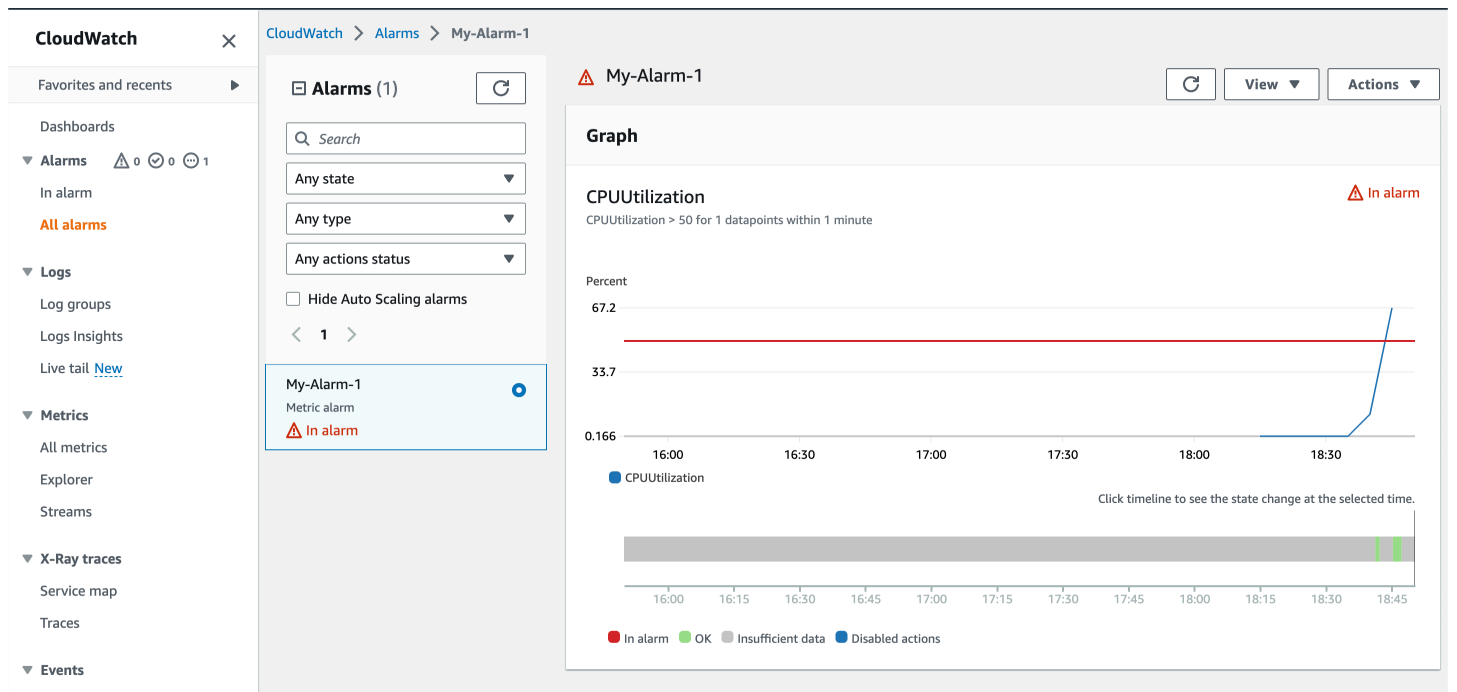 CloudWatch
Favorites and recents
Dashboards
Alarms 0 0 1
In alarm
All alarms
Logs
Log groups
Logs Insights
Live tail New
Metrics
All metrics
Explorer
Streams
X-Ray traces
Service map
Traces
Events
CloudWatch Alarms My-Alarm-1
Alarms (1)
Search
Any state
Any type
Any actions status
Hide Auto Scaling alarms
1
My-Alarm-1
Metric alarm
In alarm
My-Alarm-1
View Actions
Graph
CPUUtilization
In alarm
CPUUtilization > 50 for 1 datapoints within 1 minute
Percent
67.2
33.7
0.166
16:00 16:30 17:00 17:30 18:00 18:30
CPUUtilization
Click timeline to see the state change at the selected time.
16:00 16:15 16:30 16:45 17:00 17:15 17:30 17:45 18:00 18:15 18:30 18:45
In alarm OK Insufficient data Disabled actions